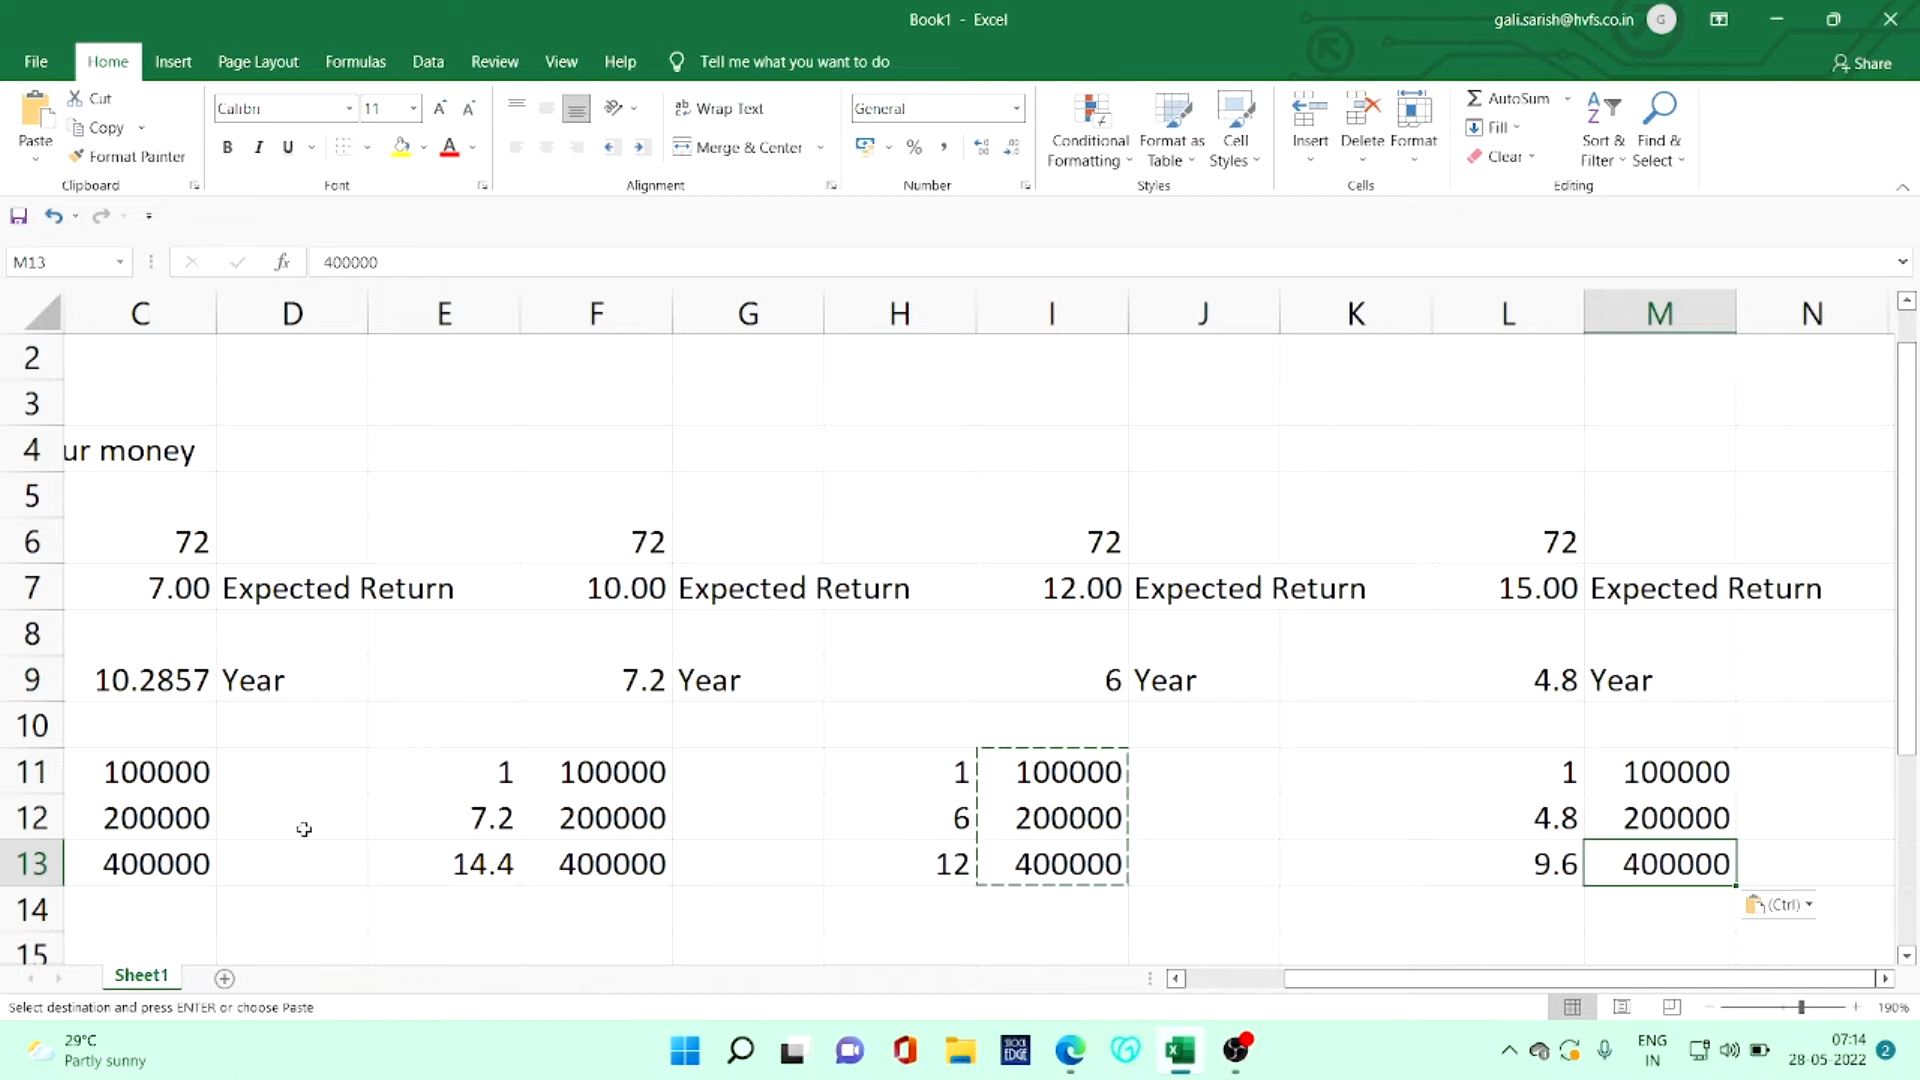 Book1 - Excel
gali.sarish@hvfs.co.in
G
File Home Insert Page Layout Formulas Data Review View Help Tell me what you want to do
Share
Paste
Cut
Copy
Format Painter
Clipboard
Calibri 11
B I U
Font
Wrap Text
Merge & Center
Alignment
General
Number
Conditional Formatting
Format as Table
Cell Styles
Styles
Insert Delete Format
Cells
AutoSum
Fill
Clear
Sort & Filter
Find & Select
Editing
M13 fx 400000
C D E F G H I J K L M N
2
3
4 ur money
5
6 72 72 72 72
7 7.00 Expected Return 10.00 Expected Return 12.00 Expected Return 15.00 Expected Return
8
9 10.2857 Year 7.2 Year 6 Year 4.8 Year
10
11 100000 1 100000 1 100000 1 100000
12 200000 7.2 200000 6 200000 4.8 200000
13 400000 14.4 400000 12 400000 9.6 400000
14 (Ctrl)
15
Sheet1
Select destination and press ENTER or choose Paste
190%
29°C
Partly sunny
STOCK EDGE
ENG
IN
07:14
28-05-2022
2